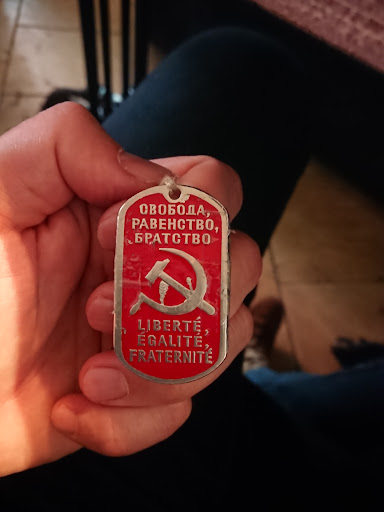 СВОБОДА,
РАВЕНСТВО,
БРАТСТВО
LIBERTÉ,
ÉGALITÉ,
FRATERNITÉ